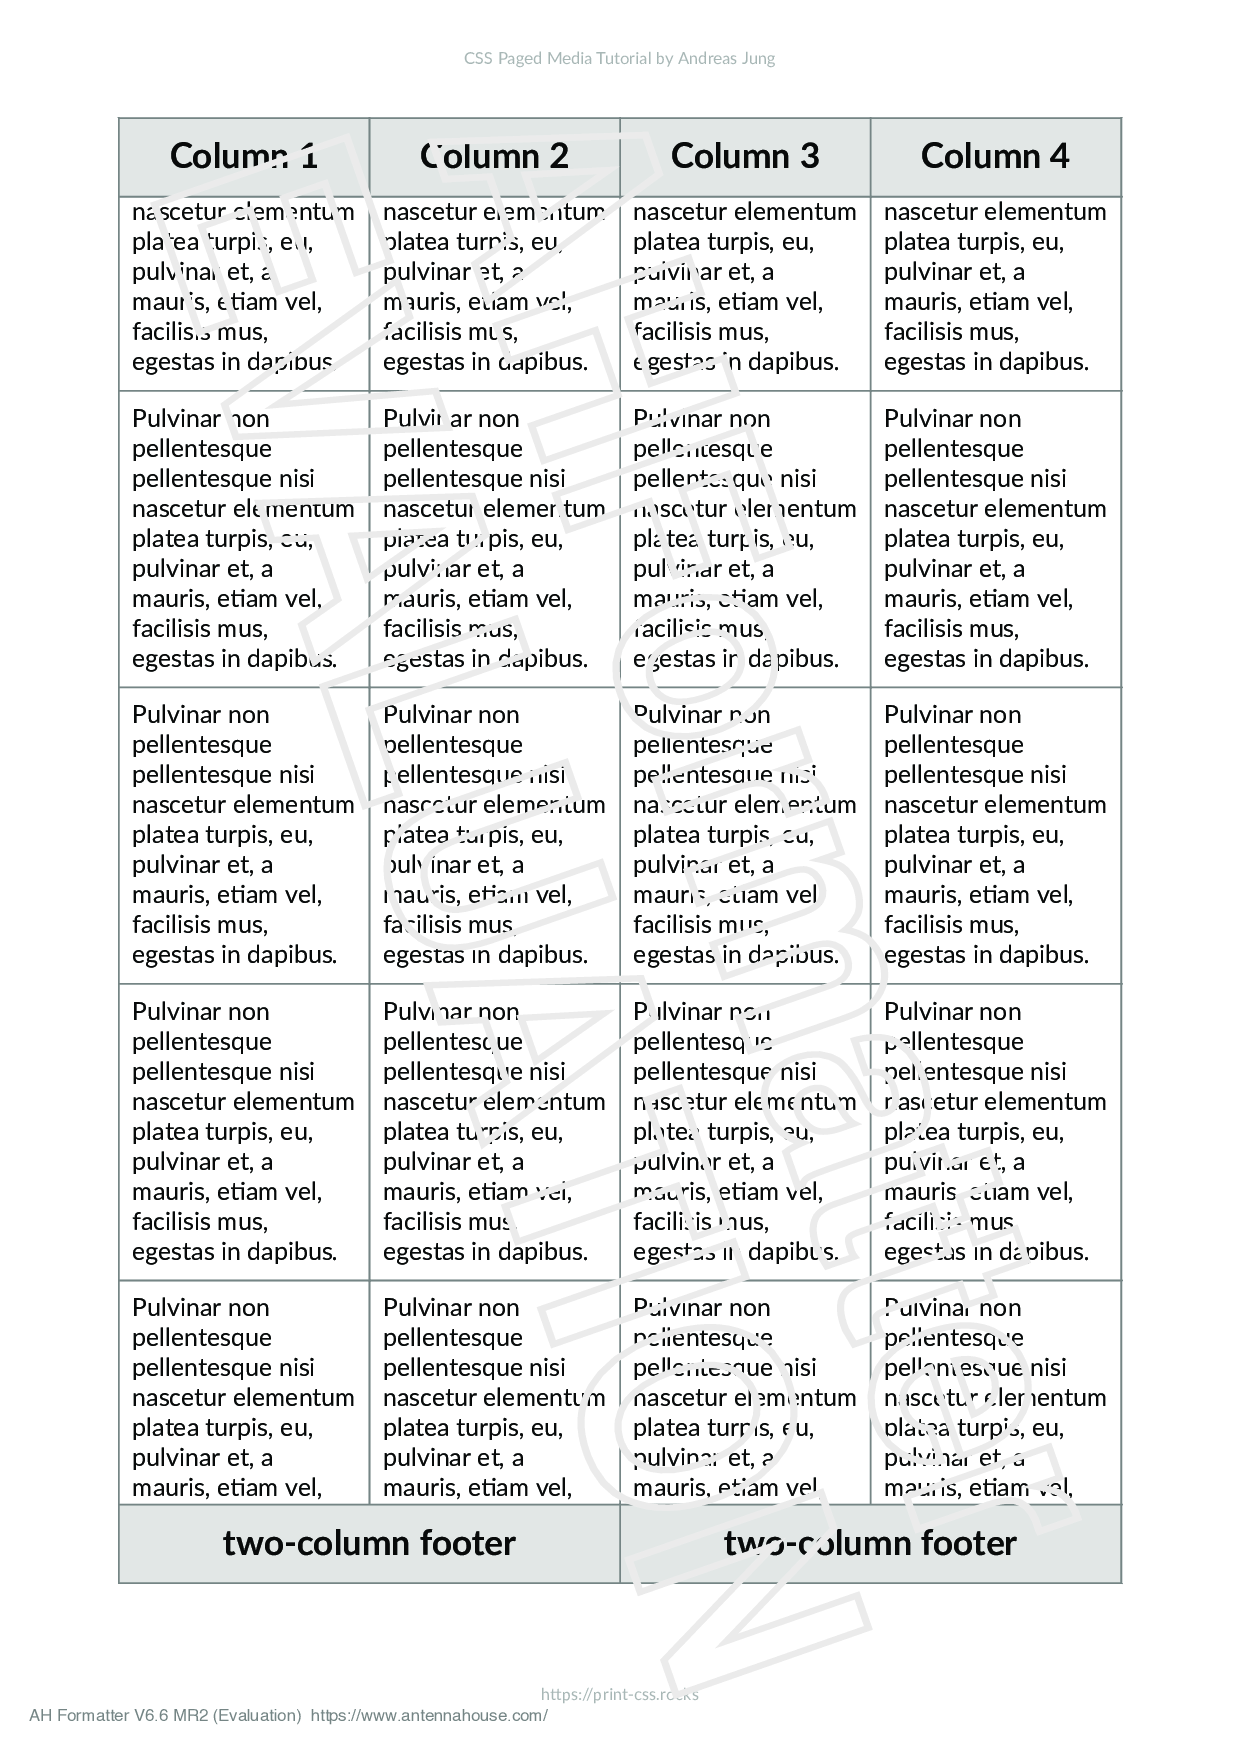 CSS Paged Media Tutorial by Andreas Jung
Column 1 Column 2 Column 3 Column 4
nascetur elementum nascetur elementum nascetur elementum nascetur elementum
platea turpis, eu, platea turpis, eu, platea turpis, eu, platea turpis, eu,
pulvinar et, a pulvinar et, a pulvinar et, a pulvinar et, a
mauris, etiam vel, mauris, etiam vel, mauris, etiam vel, mauris, etiam vel,
facilisis mus, facilisis mus, facilisis mus, facilisis mus,
egestas in dapibus. egestas in dapibus. egestas in dapibus. egestas in dapibus.
Pulvinar non Pulvinar non Pulvinar non Pulvinar non
pellentesque pellentesque pellentesque pellentesque
pellentesque nisi pellentesque nisi pellentesque nisi pellentesque nisi
nascetur elementum nascetur elementum nascetur elementum nascetur elementum
platea turpis, eu, platea turpis, eu, platea turpis, eu, platea turpis, eu,
pulvinar et, a pulvinar et, a pulvinar et, a pulvinar et, a
mauris, etiam vel, mauris, etiam vel, mauris, etiam vel, mauris, etiam vel,
facilisis mus, facilisis mus, facilisis mus, facilisis mus,
egestas in dapibus. egestas in dapibus. egestas in dapibus. egestas in dapibus.
Pulvinar non Pulvinar non Pulvinar non Pulvinar non
pellentesque pellentesque pellentesque pellentesque
pellentesque nisi pellentesque nisi pellentesque nisi pellentesque nisi
nascetur elementum nascetur elementum nascetur elementum nascetur elementum
platea turpis, eu, platea turpis, eu, platea turpis, eu, platea turpis, eu,
pulvinar et, a pulvinar et, a pulvinar et, a pulvinar et, a
mauris, etiam vel, mauris, etiam vel, mauris, etiam vel, mauris, etiam vel,
facilisis mus, facilisis mus, facilisis mus, facilisis mus,
egestas in dapibus. egestas in dapibus. egestas in dapibus. egestas in dapibus.
Pulvinar non Pulvinar non Pulvinar non Pulvinar non
pellentesque pellentesque pellentesque pellentesque
pellentesque nisi pellentesque nisi pellentesque nisi pellentesque nisi
nascetur elementum nascetur elementum nascetur elementum nascetur elementum
platea turpis, eu, platea turpis, eu, platea turpis, eu, platea turpis, eu,
pulvinar et, a pulvinar et, a pulvinar et, a pulvinar et, a
mauris, etiam vel, mauris, etiam vel, mauris, etiam vel, mauris, etiam vel,
facilisis mus, facilisis mus, facilisis mus, facilisis mus,
egestas in dapibus. egestas in dapibus. egestas in dapibus. egestas in dapibus.
Pulvinar non Pulvinar non Pulvinar non Pulvinar non
pellentesque pellentesque pellentesque pellentesque
pellentesque nisi pellentesque nisi pellentesque nisi pellentesque nisi
nascetur elementum nascetur elementum nascetur elementum nascetur elementum
platea turpis, eu, platea turpis, eu, platea turpis, eu, platea turpis, eu,
pulvinar et, a pulvinar et, a pulvinar et, a pulvinar et, a
mauris, etiam vel, mauris, etiam vel, mauris, etiam vel, mauris, etiam vel,
two-column footer two-column footer
AH Formatter
EVALUATION
https://print-css.rocks
AH Formatter V6.6 MR2 (Evaluation) https://www.antennahouse.com/